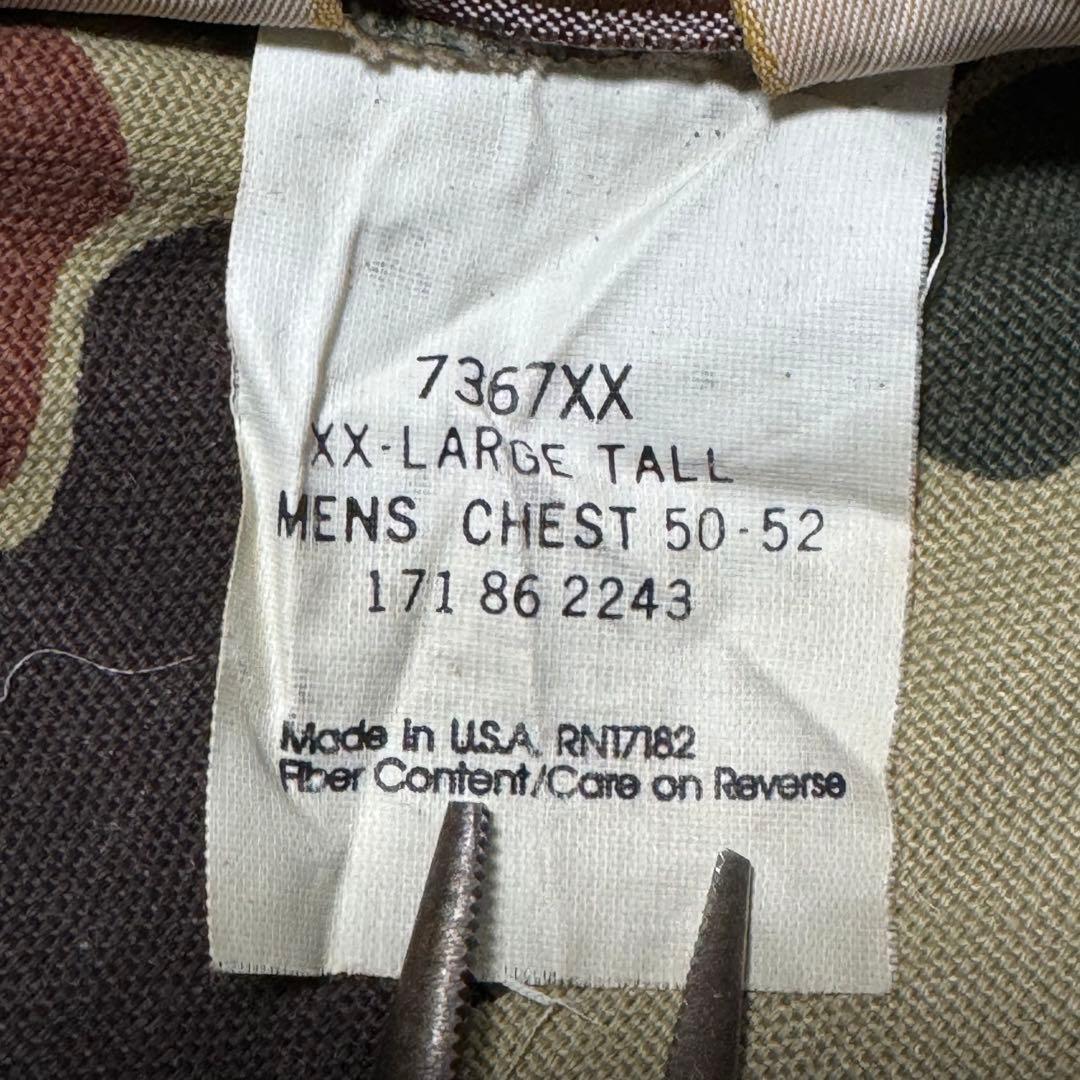 7367XX
XX-LARGE TALL
MENS CHEST 50-52
171 86 2243
Made in U.S.A. RN17182
Fiber Content/Care on Reverse